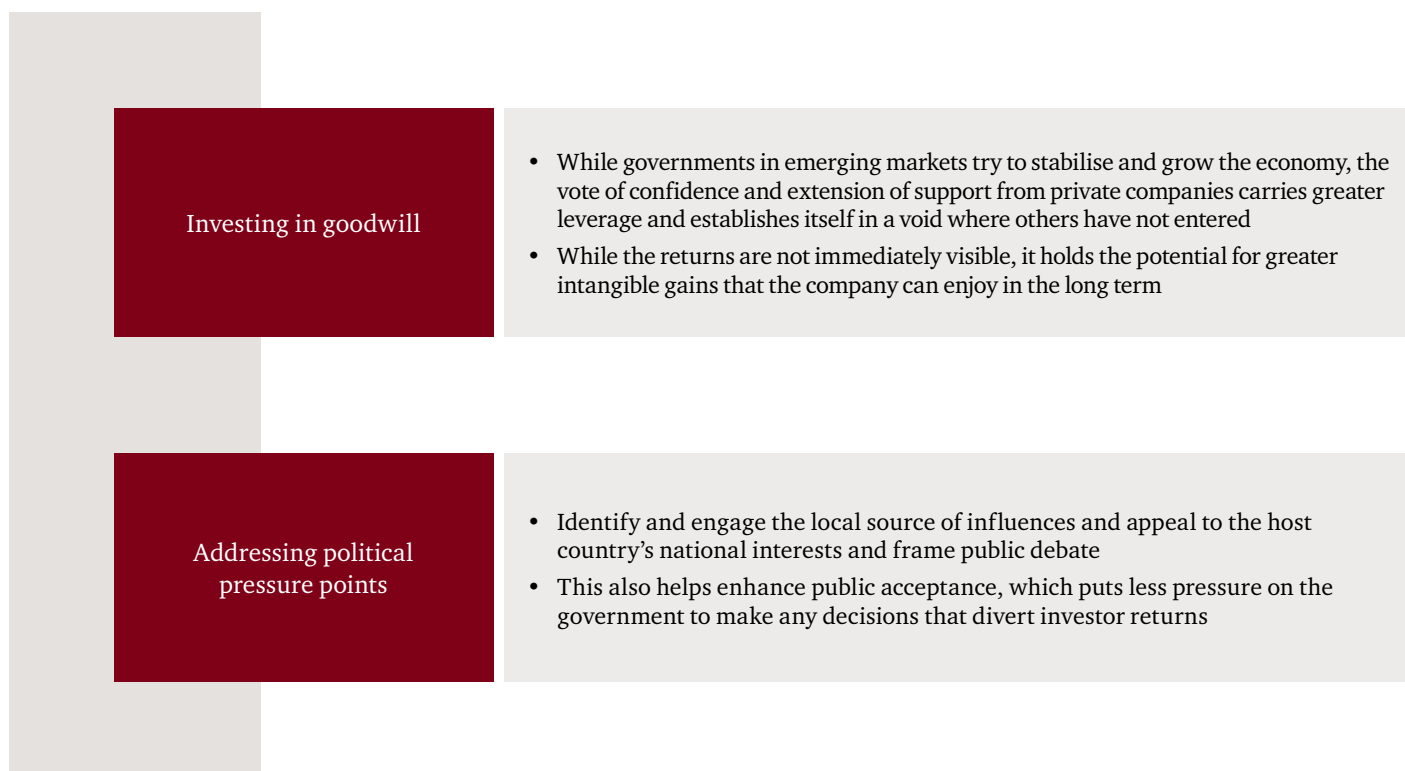 Investing in goodwill
• While governments in emerging markets try to stabilise and grow the economy, the
vote of confidence and extension of support from private companies carries greater
leverage and establishes itself in a void where others have not entered
• While the returns are not immediately visible, it holds the potential for greater
intangible gains that the company can enjoy in the long term
Addressing political
pressure points
• Identify and engage the local source of influences and appeal to the host
country’s national interests and frame public debate
• This also helps enhance public acceptance, which puts less pressure on the
government to make any decisions that divert investor returns